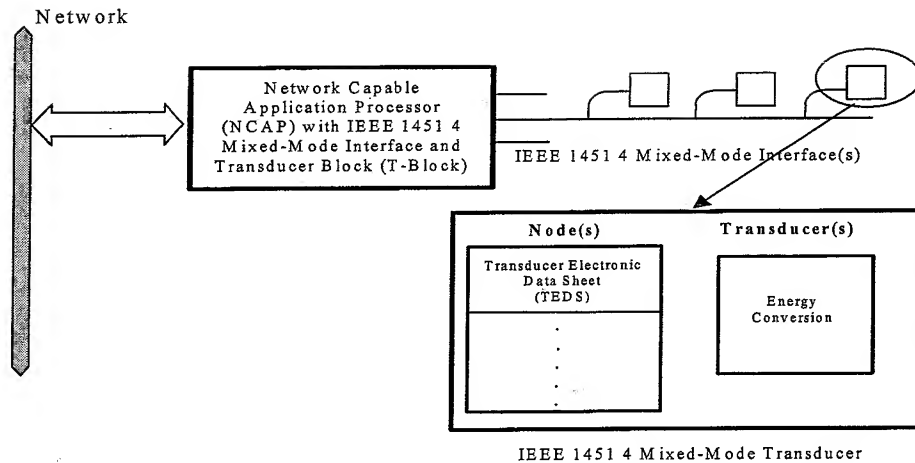 Network
Network Capable
Application Processor
(NCAP) with IEEE 1451 4
Mixed-Mode Interface and
Transducer Block (T-Block)
IEEE 1451 4 Mixed-Mode Interface(s)
Node(s)
Transducer(s)
Transducer Electronic
Data Sheet
(TEDS)
Energy
Conversion
IEEE 1451 4 Mixed-Mode Transducer